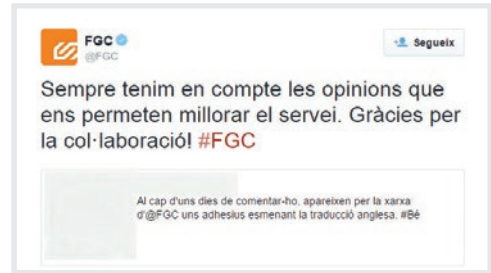 FGC
@FGC
Segueix
Sempre tenim en compte les opinions que
ens permeten millorar el servei. Gràcies per
la col·laboració! #FGC
Al cap d'uns dies de comentar-ho, apareixen per la xarxa
d'@FGC uns adhesius esmenant la traducció anglesa. #Bé